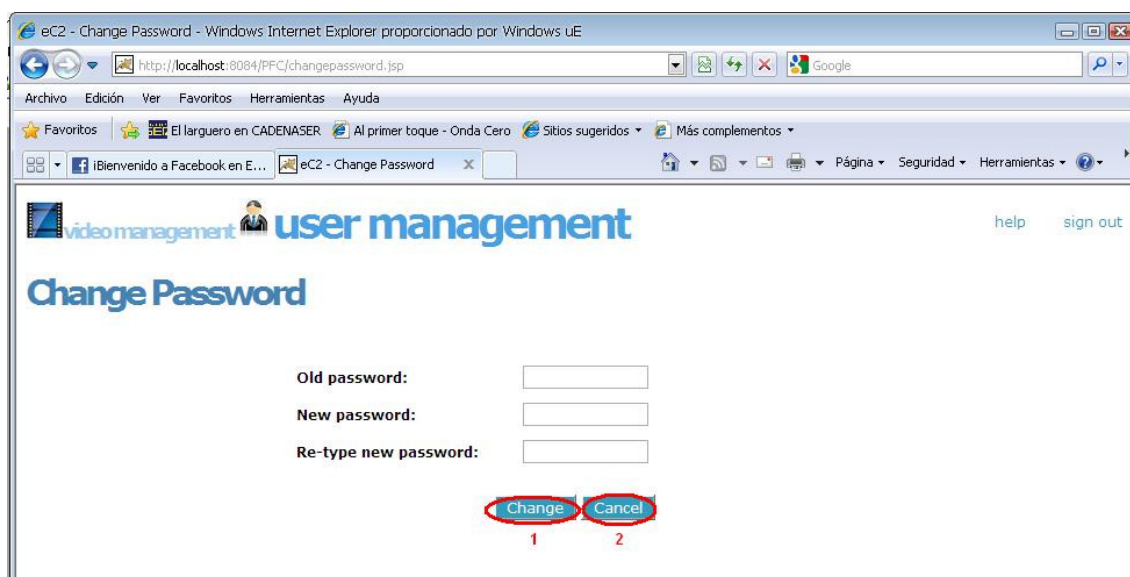 eC2 - Change Password - Windows Internet Explorer proporcionado por Windows uE
http://localhost:8084/PFC/changepassword.jsp
Google
Archivo Edición Ver Favoritos Herramientas Ayuda
Favoritos El larguero en CADENASER Al primer toque - Onda Cero Sitios sugeridos Más complementos
¡Bienvenido a Facebook en E... eC2 - Change Password X Página Seguridad Herramientas
video management user management help sign out
Change Password
Old password:
New password:
Re-type new password:
Change Cancel
1 2